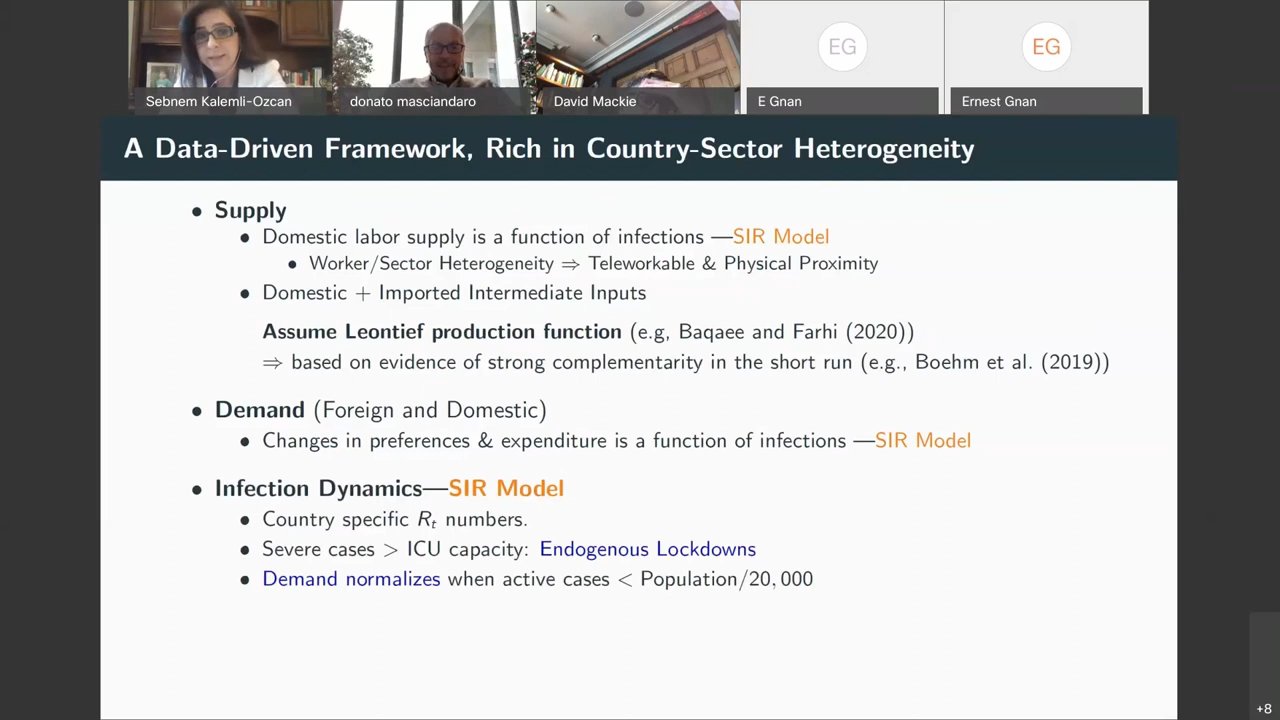 Sebnem Kalemli-Ozcan
donato masciandaro
David Mackie
EG
E Gnan
EG
Ernest Gnan
A Data-Driven Framework, Rich in Country-Sector Heterogeneity
• Supply
• Domestic labor supply is a function of infections —SIR Model
• Worker/Sector Heterogeneity ⇒ Teleworkable & Physical Proximity
• Domestic + Imported Intermediate Inputs
Assume Leontief production function (e.g, Baqaee and Farhi (2020))
⇒ based on evidence of strong complementarity in the short run (e.g., Boehm et al. (2019))
• Demand (Foreign and Domestic)
• Changes in preferences & expenditure is a function of infections —SIR Model
• Infection Dynamics—SIR Model
• Country specific Rt numbers.
• Severe cases > ICU capacity: Endogenous Lockdowns
• Demand normalizes when active cases < Population/20,000
+8